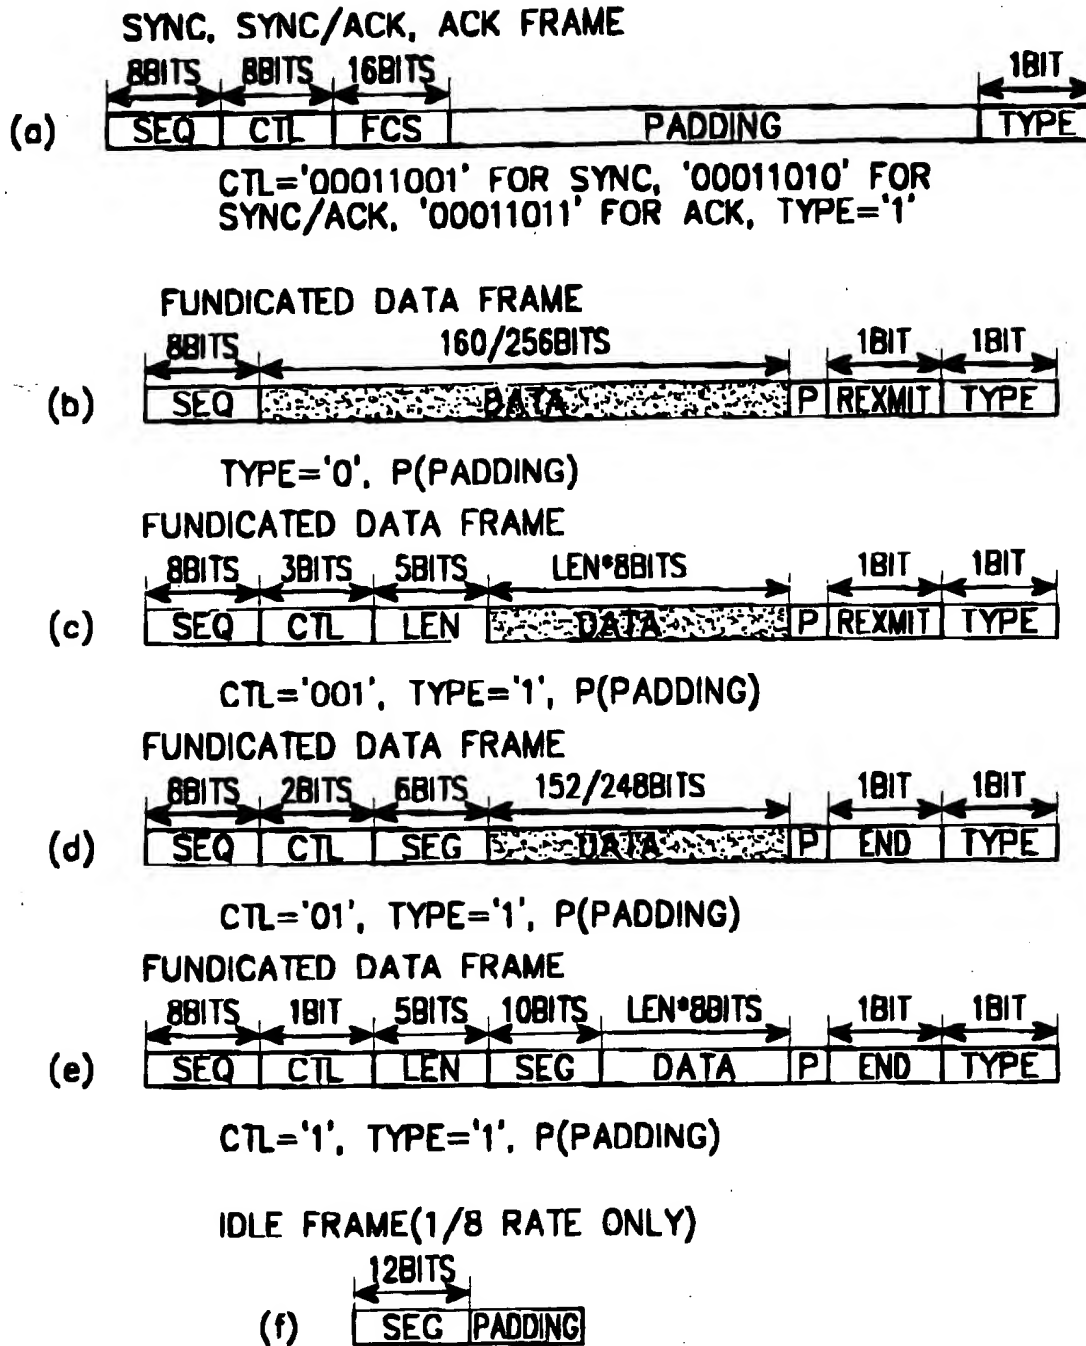 SYNC, SYNC/ACK, ACK FRAME
8BITS 8BITS 16BITS 1BIT
(a) SEQ CTL FCS PADDING TYPE
CTL='00011001' FOR SYNC, '00011010' FOR
SYNC/ACK, '00011011' FOR ACK, TYPE='1'
FUNDICATED DATA FRAME
8BITS 160/256BITS 1BIT 1BIT
(b) SEQ DATA P REXMIT TYPE
TYPE='0', P(PADDING)
FUNDICATED DATA FRAME
8BITS 3BITS 5BITS LEN*8BITS 1BIT 1BIT
(c) SEQ CTL LEN DATA P REXMIT TYPE
CTL='001', TYPE='1', P(PADDING)
FUNDICATED DATA FRAME
8BITS 2BITS 6BITS 152/248BITS 1BIT 1BIT
(d) SEQ CTL SEG DATA P END TYPE
CTL='01', TYPE='1', P(PADDING)
FUNDICATED DATA FRAME
8BITS 1BIT 5BITS 10BITS LEN*8BITS 1BIT 1BIT
(e) SEQ CTL LEN SEG DATA P END TYPE
CTL='1', TYPE='1', P(PADDING)
IDLE FRAME(1/8 RATE ONLY)
12BITS
(f) SEG PADDING